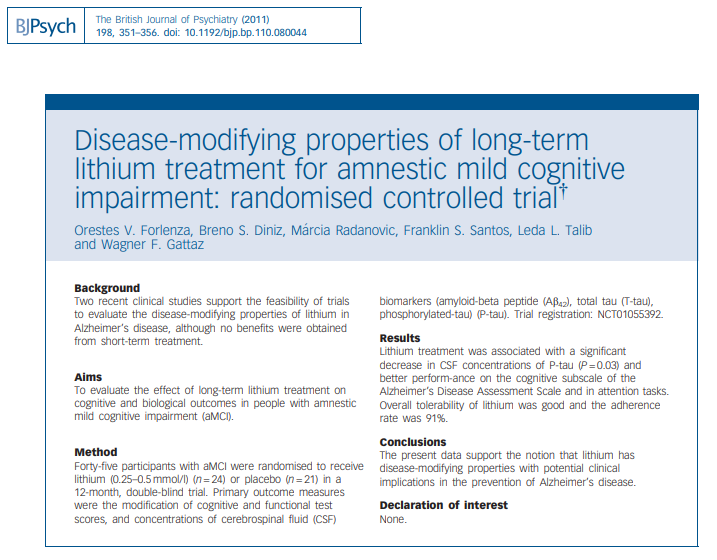 BJPsych
The British Journal of Psychiatry (2011)
198, 351–356. doi: 10.1192/bjp.bp.110.080044
Disease-modifying properties of long-term
lithium treatment for amnestic mild cognitive
impairment: randomised controlled trial†
Orestes V. Forlenza, Breno S. Diniz, Márcia Radanovic, Franklin S. Santos, Leda L. Talib
and Wagner F. Gattaz
Background
Two recent clinical studies support the feasibility of trials
to evaluate the disease-modifying properties of lithium in
Alzheimer's disease, although no benefits were obtained
from short-term treatment.
Aims
To evaluate the effect of long-term lithium treatment on
cognitive and biological outcomes in people with amnestic
mild cognitive impairment (aMCI).
Method
Forty-five participants with aMCI were randomised to receive
lithium (0.25–0.5 mmol/l) (n = 24) or placebo (n = 21) in a
12-month, double-blind trial. Primary outcome measures
were the modification of cognitive and functional test
scores, and concentrations of cerebrospinal fluid (CSF)
biomarkers (amyloid-beta peptide (Aβ42), total tau (T-tau),
phosphorylated-tau) (P-tau). Trial registration: NCT01055392.
Results
Lithium treatment was associated with a significant
decrease in CSF concentrations of P-tau (P = 0.03) and
better perform-ance on the cognitive subscale of the
Alzheimer's Disease Assessment Scale and in attention tasks.
Overall tolerability of lithium was good and the adherence
rate was 91%.
Conclusions
The present data support the notion that lithium has
disease-modifying properties with potential clinical
implications in the prevention of Alzheimer's disease.
Declaration of interest
None.